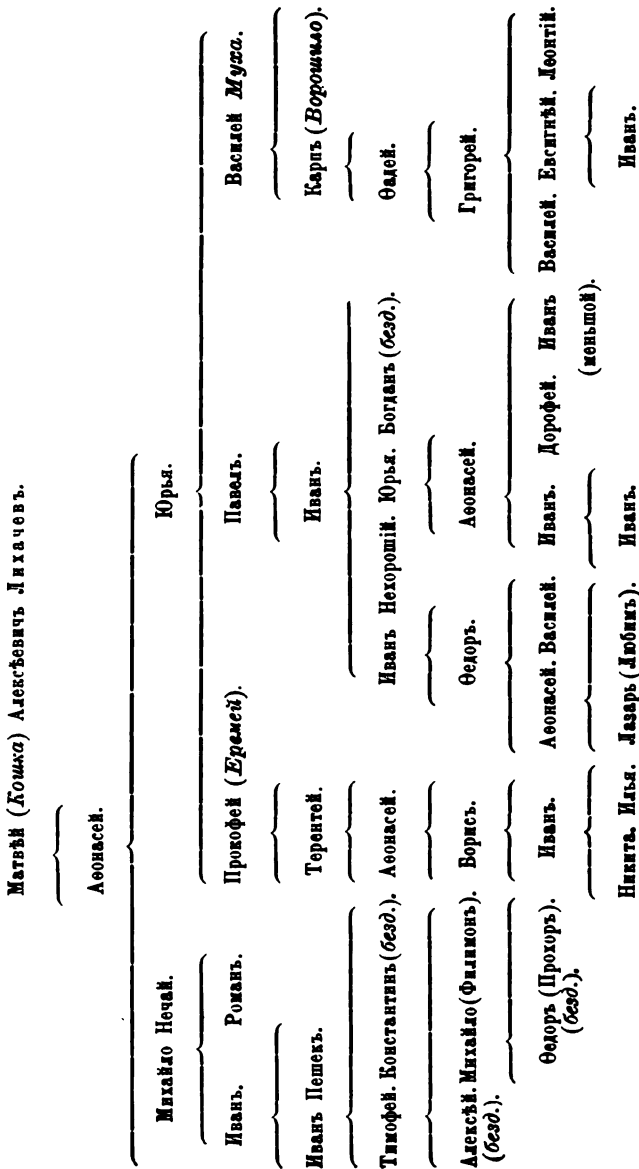 Матвѣй (Кошка) Алексѣевичъ Лихачевъ.
Аѳонасей.
Михайло Нечай. Юрья.
Иванъ. Романъ. Прокофей (Еремей). Павелъ. Василей Муха.
Иванъ Пешекъ. Терентей. Иванъ. Карпъ (Ворошило).
Тимофей. Константинъ (безд.). Аѳонасей. Иванъ Нехорошій. Юрья. Богданъ (безд.). Ѳадей.
Алексѣй. Михайло (Филимонъ). Борисъ. Ѳедоръ. Аѳонасей. Григорей.
(безд.).
Ѳедоръ (Прохоръ). Иванъ. Аѳонасей. Василей. Иванъ. Дорофей. Иванъ Василей. Евсигнѣй. Леонтій.
(безд.). (меньшой).
Никита. Илья. Лазарь (Любимъ). Иванъ. Иванъ.